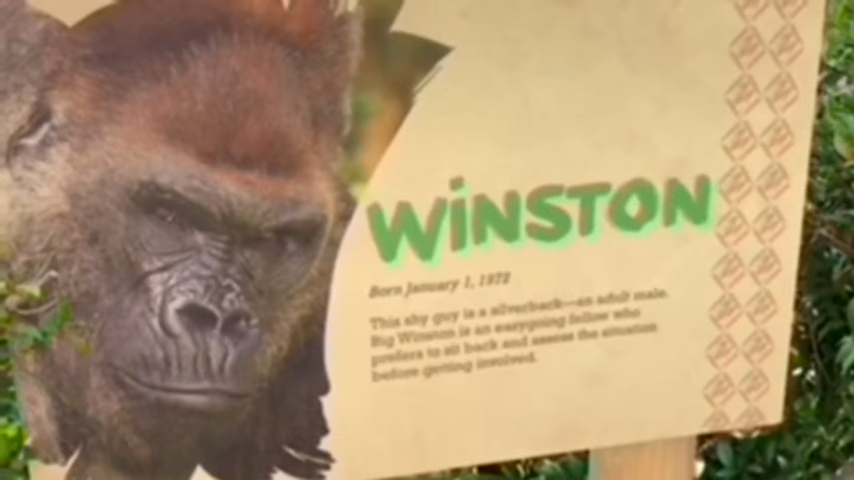 WiNSTON
Born January 1, 1972
This shy guy is a silverback—an adult male.
Big Winston is an easygoing fellow who
prefers to sit back and assess the situation
before getting involved.